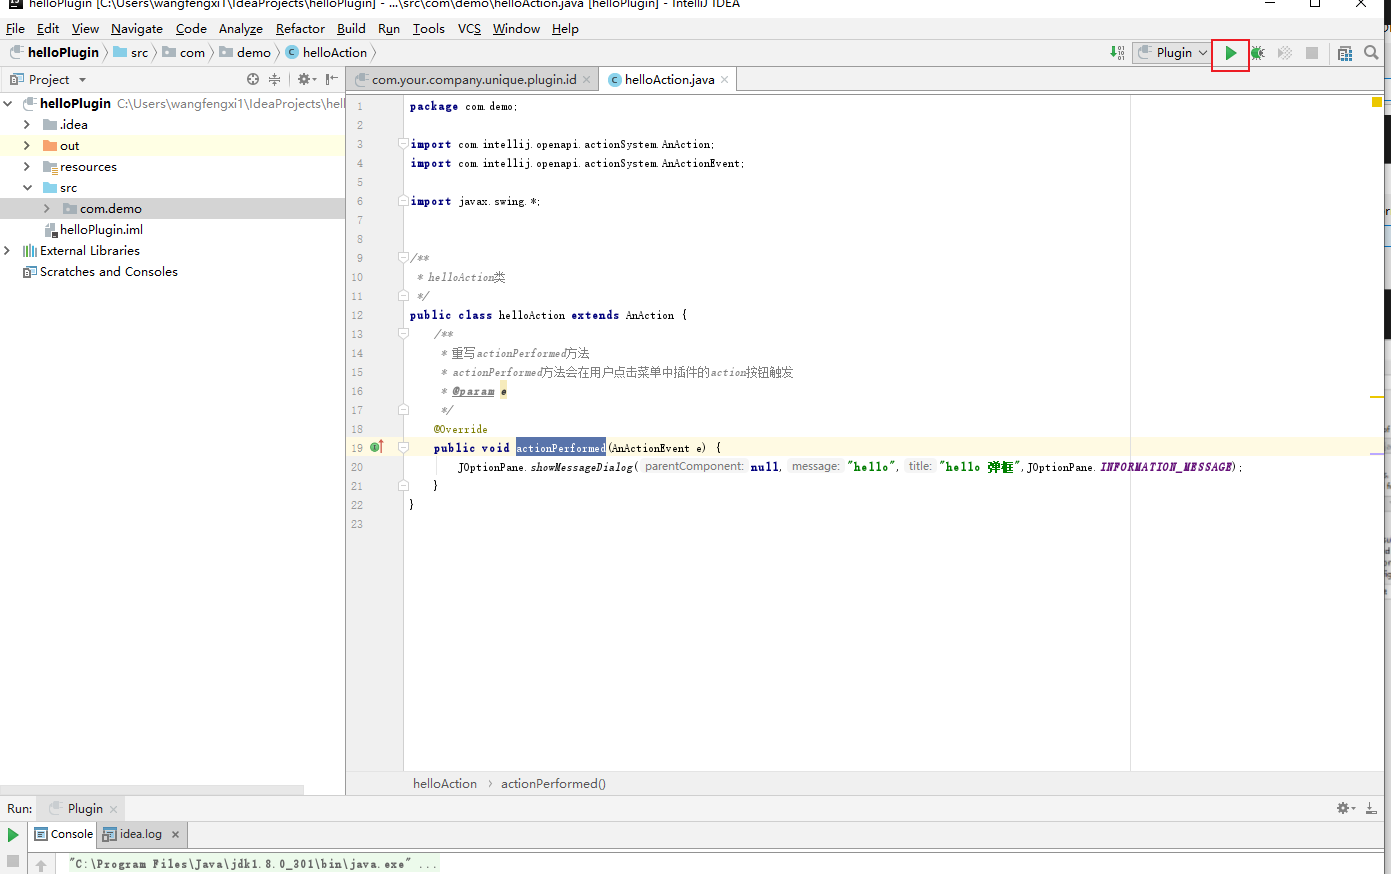 helloPlugin [C:\Users\wangfengxi1\IdeaProjects\helloPlugin] - ...\src\com\demo\helloAction.java [helloPlugin] - IntelliJ IDEA
File Edit View Navigate Code Analyze Refactor Build Run Tools VCS Window Help
helloPlugin src com demo helloAction Plugin
Project com.your.company.unique.plugin.id helloAction.java
helloPlugin C:\Users\wangfengxi1\IdeaProjects\hell
.idea
out
resources
src
com.demo
helloPlugin.iml
External Libraries
Scratches and Consoles
1 package com.demo;
2
3 import com.intellij.openapi.actionSystem.AnAction;
4 import com.intellij.openapi.actionSystem.AnActionEvent;
5
6 import javax.swing.*;
7
8
9 /**
10 * helloAction类
11 */
12 public class helloAction extends AnAction {
13 /**
14 * 重写actionPerformed方法
15 * actionPerformed方法会在用户点击菜单中插件的action按钮触发
16 * @param e
17 */
18 @Override
19 public void actionPerformed(AnActionEvent e) {
20 JOptionPane.showMessageDialog( parentComponent: null, message: "hello", title: "hello 弹框",JOptionPane.INFORMATION_MESSAGE);
21 }
22 }
23
helloAction actionPerformed()
Run: Plugin
Console idea.log
"C:\Program Files\Java\jdk1.8.0_301\bin\java.exe" ...